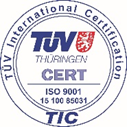 TÜV International Certification
TÜV
THÜRINGEN
CERT
ISO 9001
15 100 85031
TIC